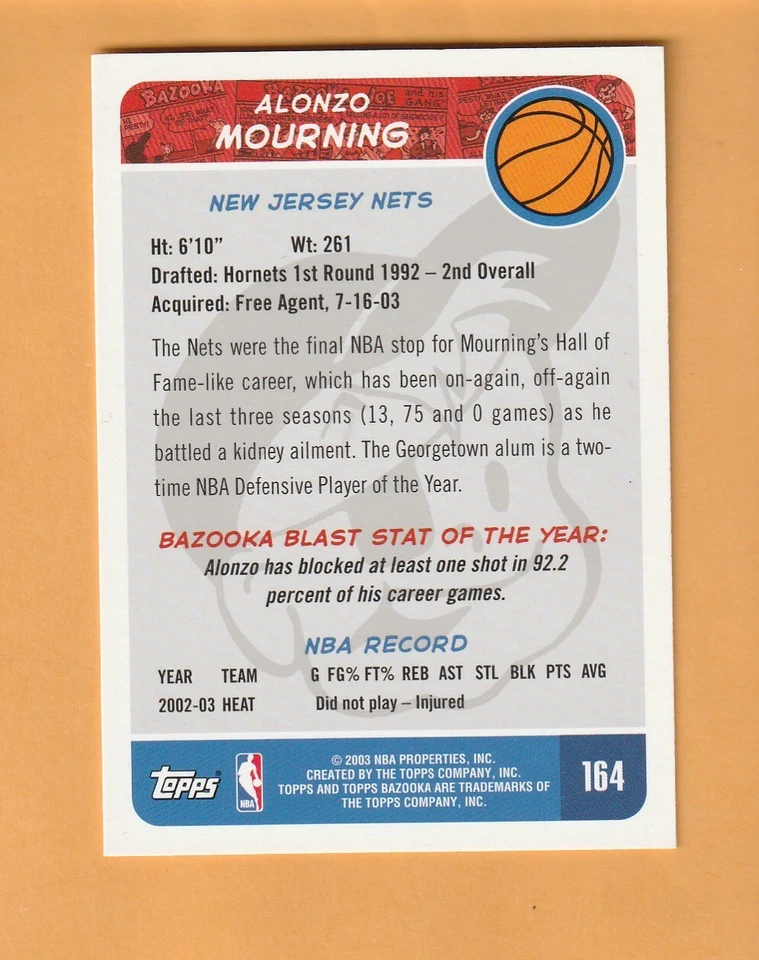 BAZOOKA
BAZOOKA JOE and his GANG
ALONZO
MOURNING
NEW JERSEY NETS
Ht: 6'10" Wt: 261
Drafted: Hornets 1st Round 1992 – 2nd Overall
Acquired: Free Agent, 7-16-03
The Nets were the final NBA stop for Mourning's Hall of
Fame-like career, which has been on-again, off-again
the last three seasons (13, 75 and 0 games) as he
battled a kidney ailment. The Georgetown alum is a two-
time NBA Defensive Player of the Year.
BAZOOKA BLAST STAT OF THE YEAR:
Alonzo has blocked at least one shot in 92.2
percent of his career games.
NBA RECORD
YEAR TEAM G FG% FT% REB AST STL BLK PTS AVG
2002-03 HEAT Did not play – Injured
topps® NBA
© 2003 NBA PROPERTIES, INC.
CREATED BY THE TOPPS COMPANY, INC.
TOPPS AND TOPPS BAZOOKA ARE TRADEMARKS OF
THE TOPPS COMPANY, INC.
164